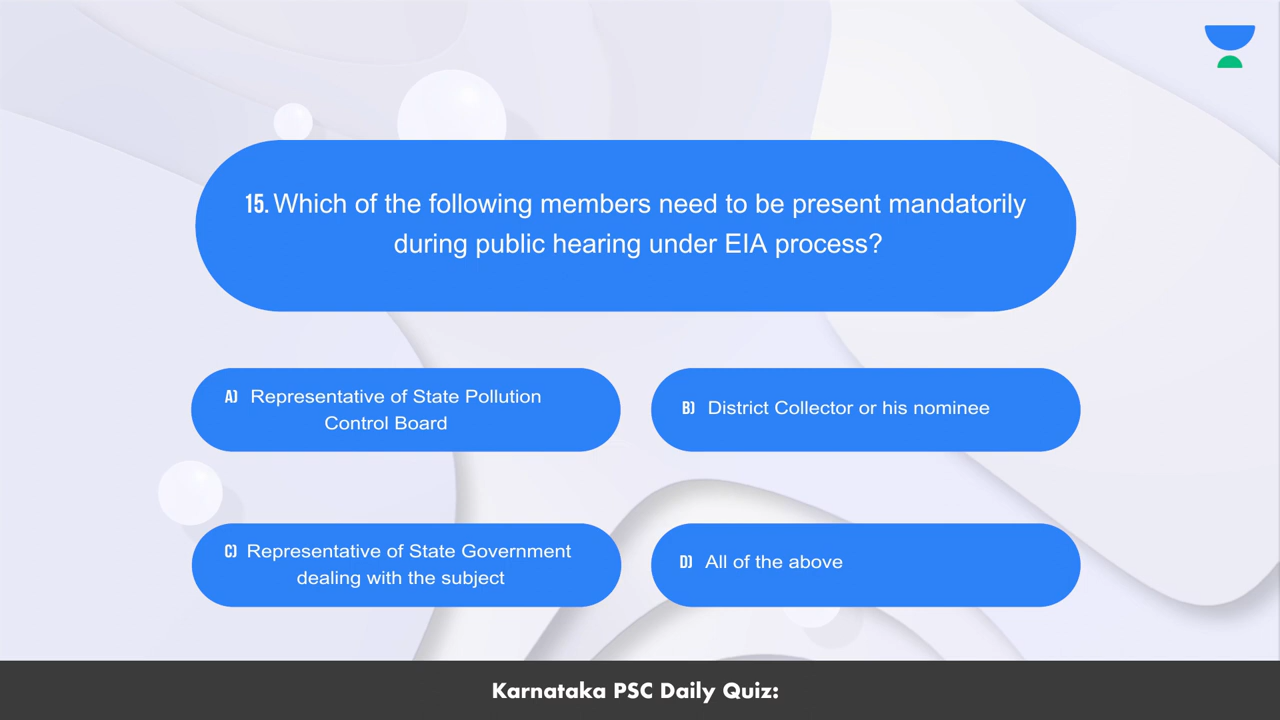 15. Which of the following members need to be present mandatorily
during public hearing under EIA process?
A) Representative of State Pollution
Control Board
B) District Collector or his nominee
C) Representative of State Government
dealing with the subject
D) All of the above
Karnataka PSC Daily Quiz: